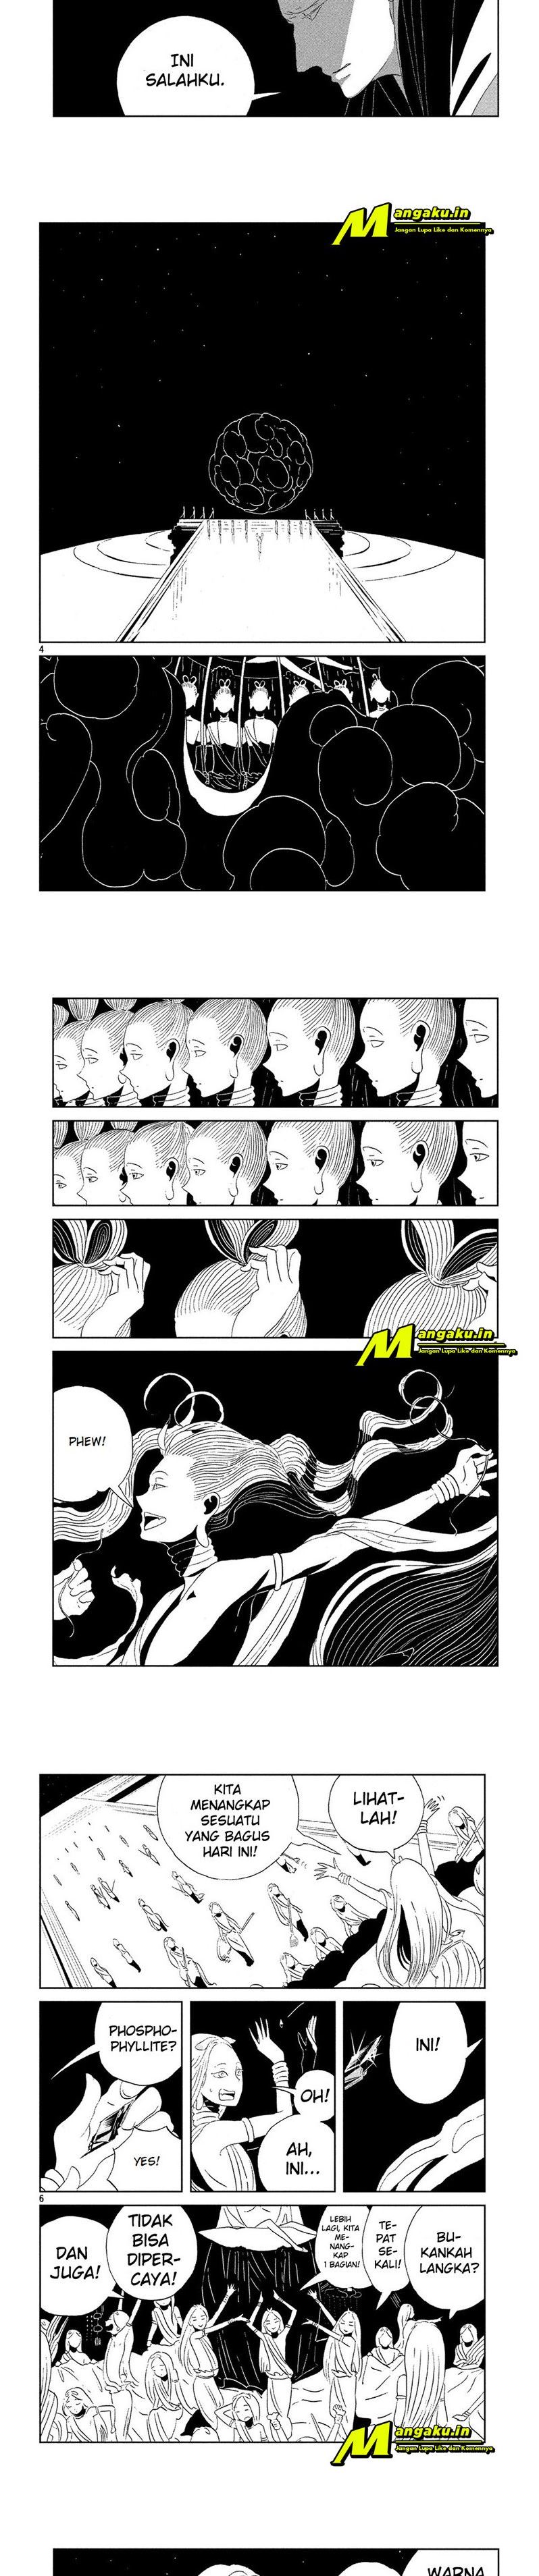 INI
SALAHKU.
Mangaku.in
Jangan Lupa Like dan Komennya
4
Mangaku.in
Jangan Lupa Like dan Komennya
PHEW!
KITA
MENANGKAP
SESUATU
YANG BAGUS
HARI INI!
LIHAT-
LAH!
PHOSPHO-
PHYLLITE?
YES!
OH!
AH,
INI...
INI!
6
DAN
JUGA!
TIDAK
BISA
DIPER-
CAYA!
LEBIH
LAGI, KITA
ME-
NANG-
KAP
1 BAGIAN!
TE-
PAT
SE-
KALI!
BU-
KANKAH
LANGKA?
Mangaku.in
Jangan Lupa Like dan Komennya
WARNA